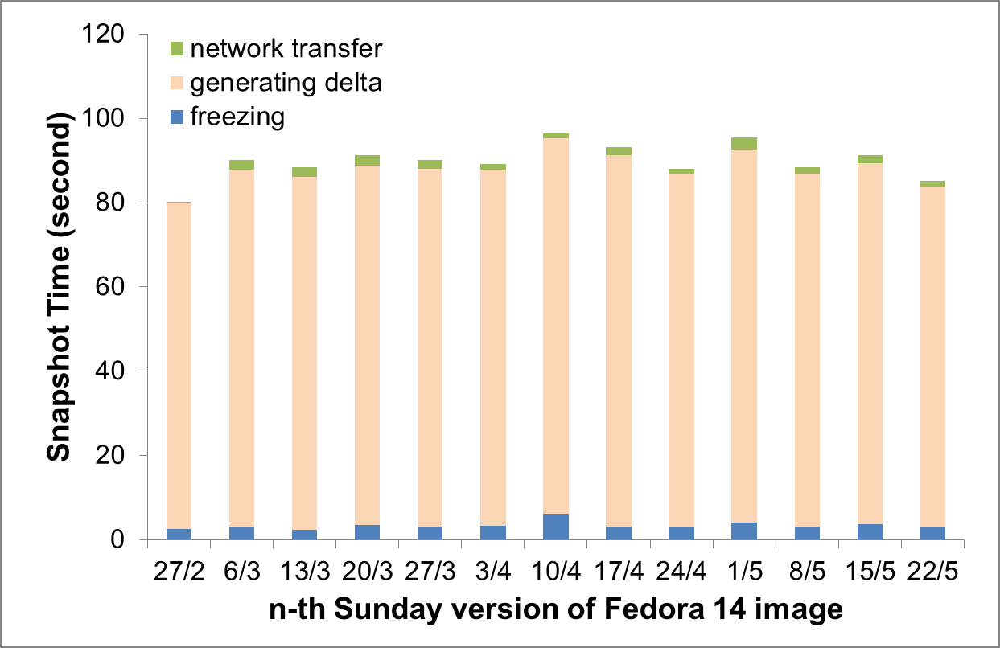 120
100
80
60
40
20
0
Snapshot Time (second)
network transfer
generating delta
freezing
27/2 6/3 13/3 20/3 27/3 3/4 10/4 17/4 24/4 1/5 8/5 15/5 22/5
n-th Sunday version of Fedora 14 image